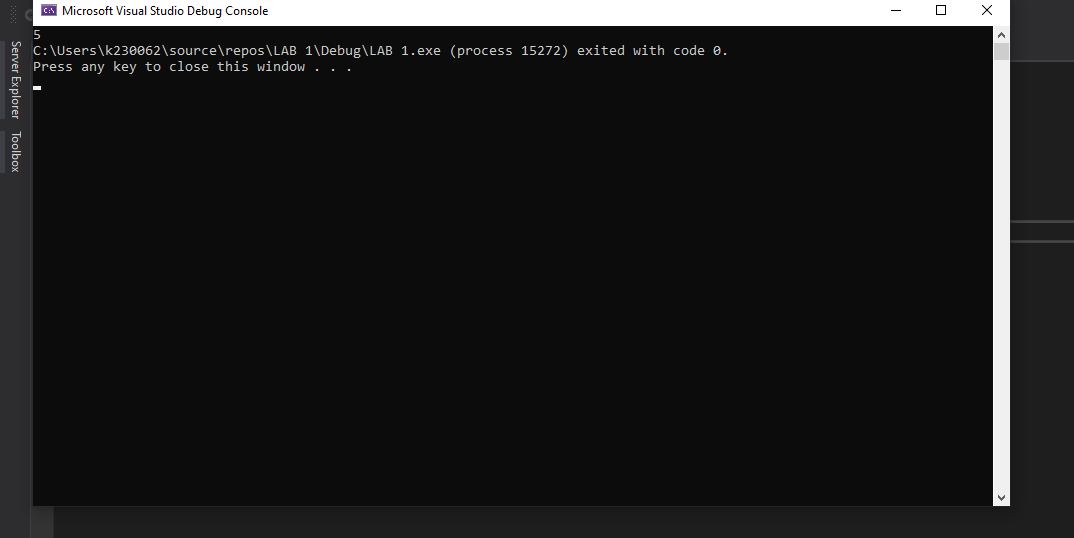 Microsoft Visual Studio Debug Console
5
C:\Users\k230062\source\repos\LAB 1\Debug\LAB 1.exe (process 15272) exited with code 0.
Press any key to close this window . . .
Server Explorer
Toolbox